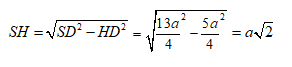 SH = √(SD² − HD²) = √(13a²/4 − 5a²/4) = a√2